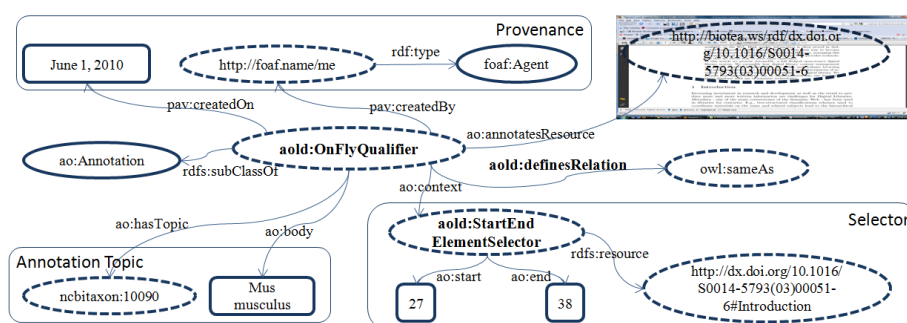 Provenance
June 1, 2010
http://foaf.name/me
rdf:type
foaf:Agent
http://biofea.ws/rdf/dx.doi.or
g/10.1016/S0014-
5793(03)00051-6
1 Introduction
pav:createdOn
pav:createdBy
ao:annotatesResource
aold:OnFlyQualifier
ao:Annotation
rdfs:subClassOf
aold:definesRelation
owl:sameAs
ao:context
ao:hasTopic
ao:body
Selector
aold:StartEnd
ElementSelector
rdfs:resource
Annotation Topic
ncbitaxon:10090
Mus
musculus
ao:start
ao:end
27
38
http://dx.doi.org/10.1016/
S0014-5793(03)00051-
6#Introduction